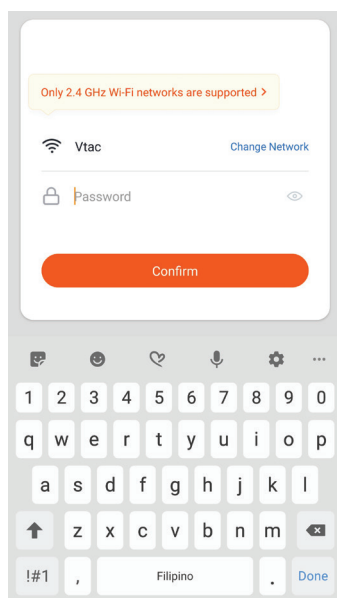 Only 2.4 GHz Wi-Fi networks are supported >
Vtac Change Network
Password
Confirm
1 2 3 4 5 6 7 8 9 0
q w e r t y u i o p
a s d f g h j k l
z x c v b n m
!#1 , Filipino . Done